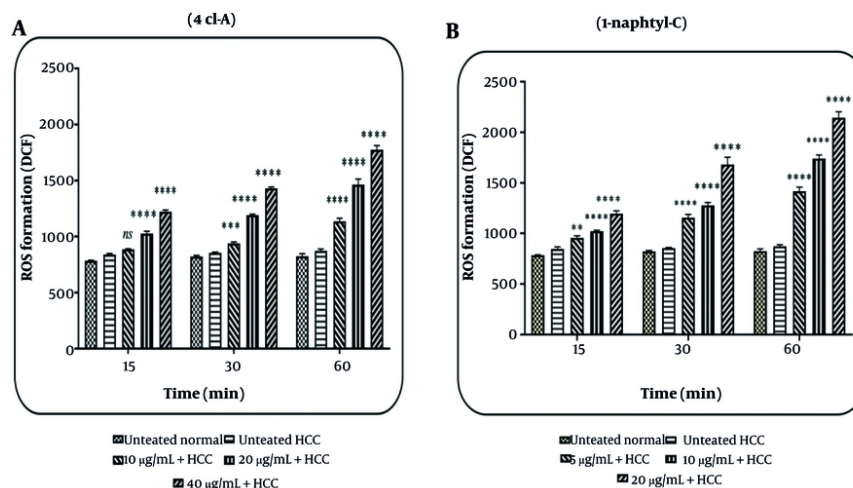 A
(4 cl-A)
2500
2000
1500
1000
500
0
ROS formation (DCF)
ns
****
****
***
****
****
****
****
****
15
30
60
Time (min)
Unteated normal
Unteated HCC
10 µg/mL + HCC
20 µg/mL + HCC
40 µg/mL + HCC
B
(1-naphtyl-C)
2500
2000
1500
1000
500
0
ROS formation (DCF)
**
****
****
****
****
****
****
****
****
15
30
60
Time (min)
Unteated normal
Unteated HCC
5 µg/mL + HCC
10 µg/mL + HCC
20 µg/mL + HCC